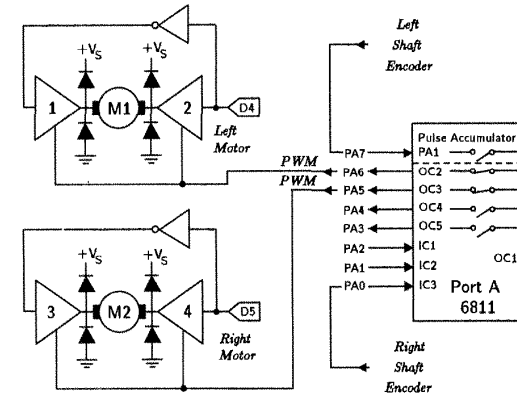 Left
Shaft
Encoder
+VS +VS
1 M1 2 D4
Left
Motor
PWM
PWM
PA7
PA6
PA5
PA4
PA3
PA2
PA1
PA0
Pulse Accumulator
PA1
OC2
OC3
OC4
OC5
IC1
IC2
IC3
OC1
Port A
6811
+VS +VS
3 M2 4 D5
Right
Motor
Right
Shaft
Encoder